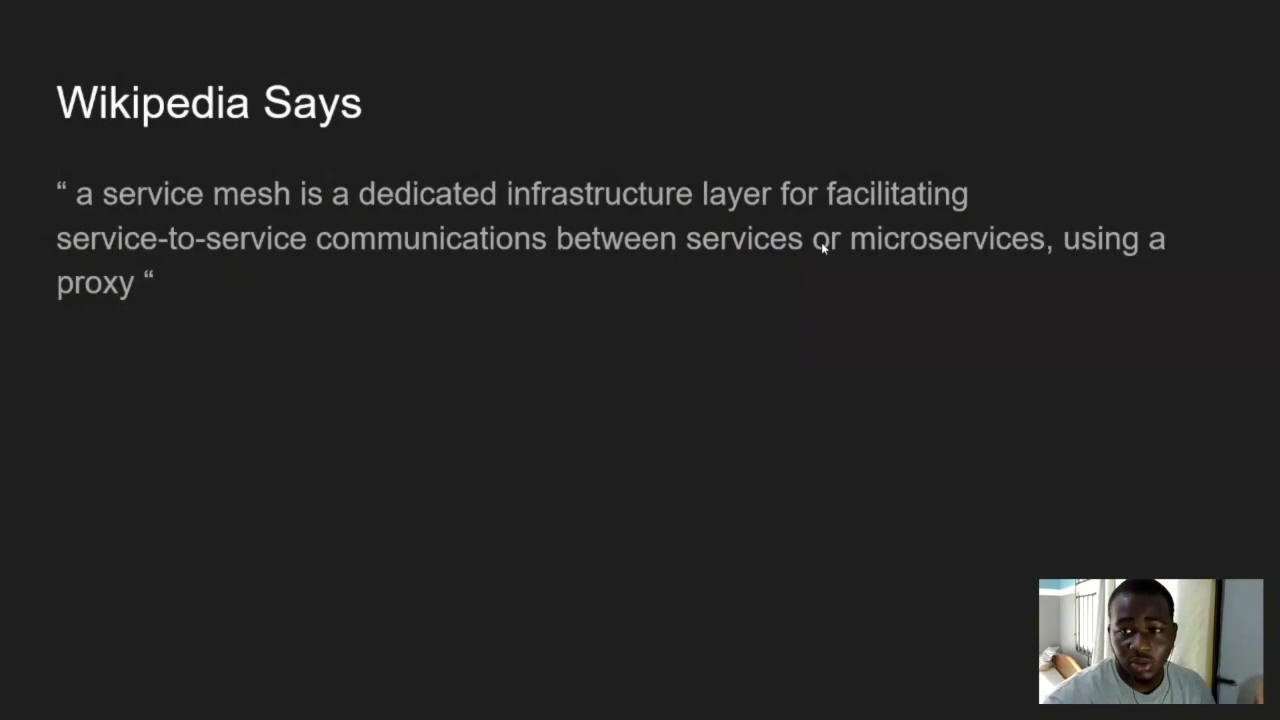 Wikipedia Says
“ a service mesh is a dedicated infrastructure layer for facilitating
service-to-service communications between services or microservices, using a
proxy “